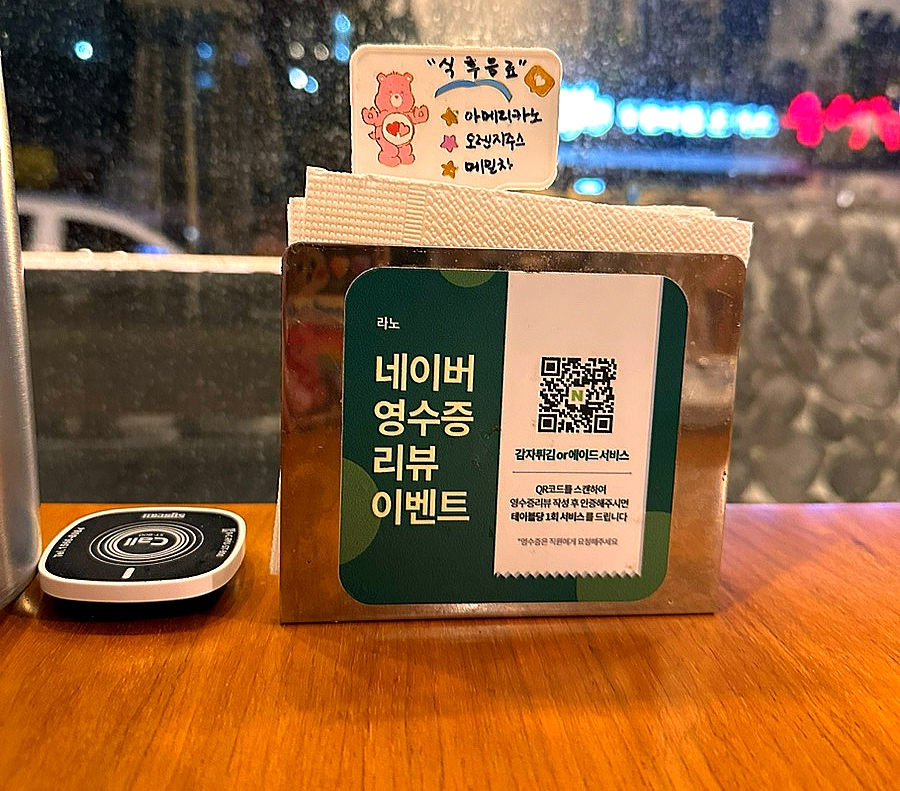 "식후음료"
아메리카노
오렌지주스
메밀차
라노
네이버
영수증
리뷰
이벤트
N
감자튀김 or 에이드 서비스
QR코드를 스캔하여
영수증리뷰 작성 후 인증해주시면
테이블당 1회 서비스를 드립니다
*영수증은 직원에게 요청해주세요
Call